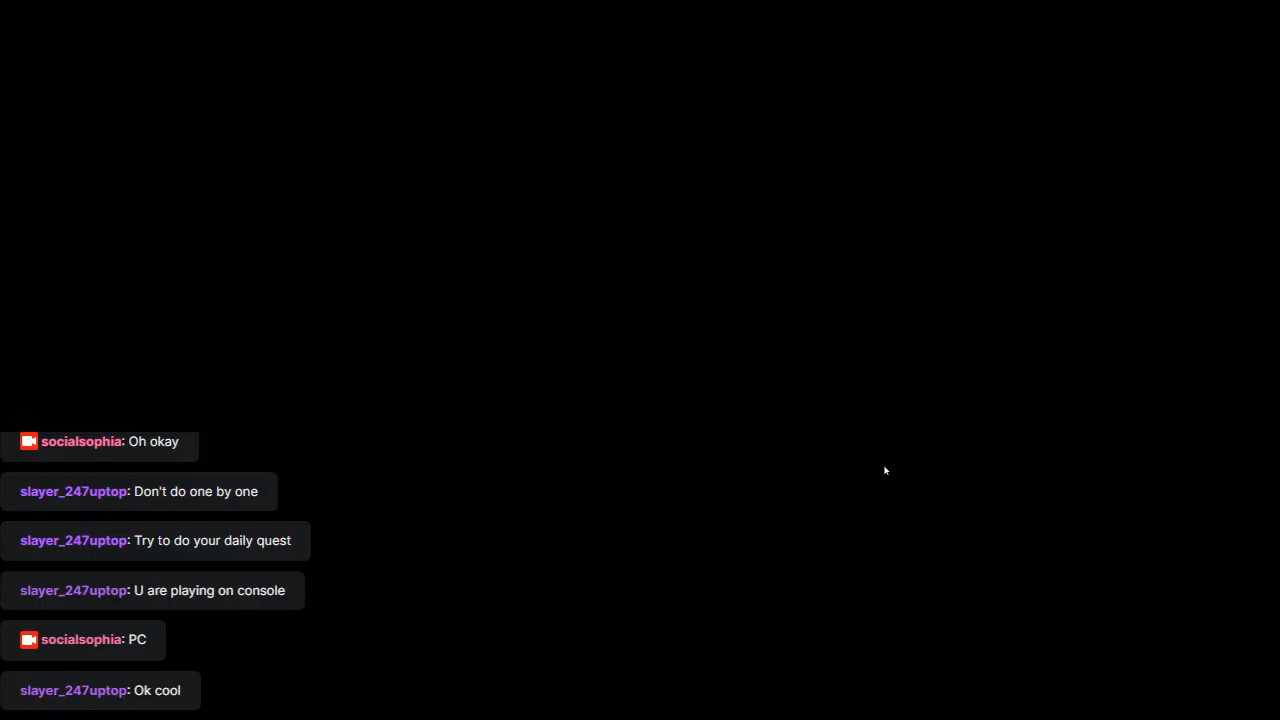 socialsophia: Oh okay
slayer_247uptop: Don't do one by one
slayer_247uptop: Try to do your daily quest
slayer_247uptop: U are playing on console
socialsophia: PC
slayer_247uptop: Ok cool